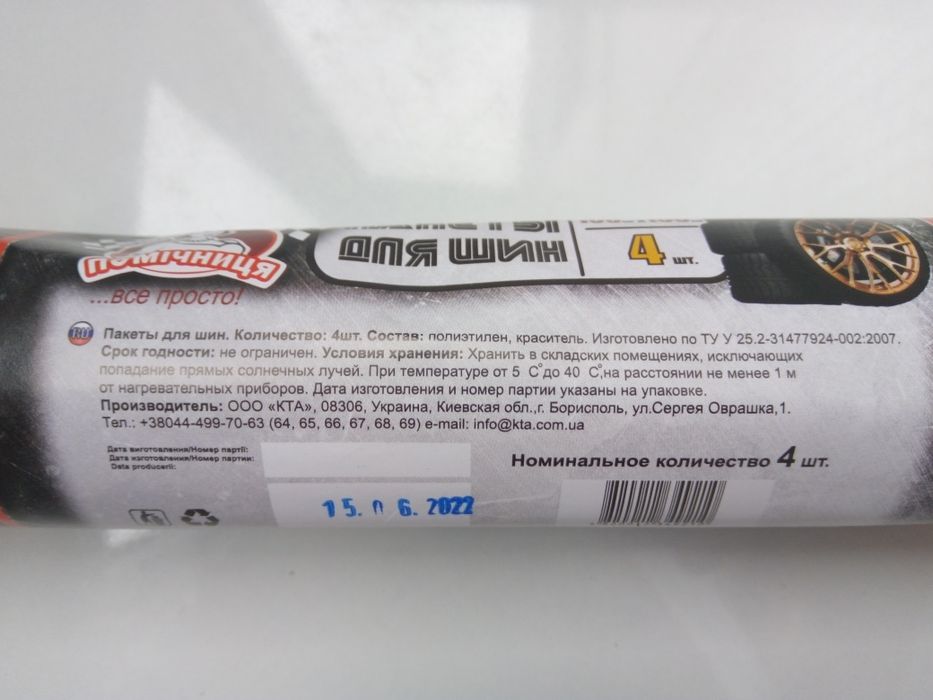 ПОМІЧНИЦЯ
...все просто!
ДЛЯ ШИН
4 шт.
RU
Пакеты для шин. Количество: 4шт. Состав: полиэтилен, краситель. Изготовлено по ТУ У 25.2-31477924-002:2007.
Срок годности: не ограничен. Условия хранения: Хранить в складских помещениях, исключающих
попадание прямых солнечных лучей. При температуре от 5 С° до 40 С°,на расстоянии не менее 1 м
от нагревательных приборов. Дата изготовления и номер партии указаны на упаковке.
Производитель: ООО «КТА», 08306, Украина, Киевская обл.,г. Борисполь, ул.Сергея Оврашка,1.
Тел.: +38044-499-70-63 (64, 65, 66, 67, 68, 69) e-mail: info@kta.com.ua
Дата виготовлення/Номер партії:
Дата изготовления/Номер партии:
Data producerii:
Номинальное количество 4 шт.
15.06.2022